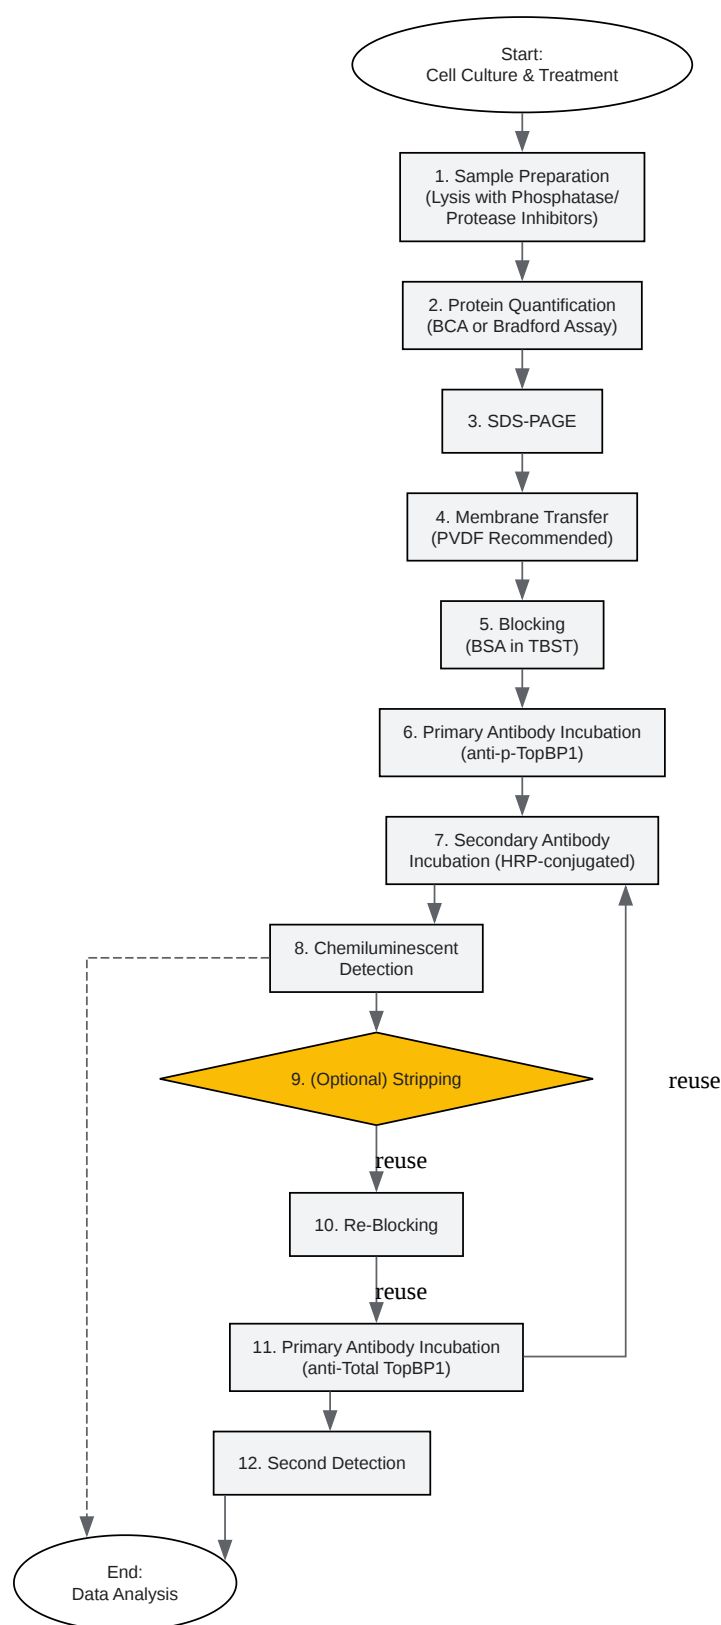 Start:
Cell Culture & Treatment
1. Sample Preparation
(Lysis with Phosphatase/
Protease Inhibitors)
2. Protein Quantification
(BCA or Bradford Assay)
3. SDS-PAGE
4. Membrane Transfer
(PVDF Recommended)
5. Blocking
(BSA in TBST)
6. Primary Antibody Incubation
(anti-p-TopBP1)
7. Secondary Antibody
Incubation (HRP-conjugated)
8. Chemiluminescent
Detection
9. (Optional) Stripping
reuse
reuse
10. Re-Blocking
reuse
11. Primary Antibody Incubation
(anti-Total TopBP1)
12. Second Detection
End:
Data Analysis